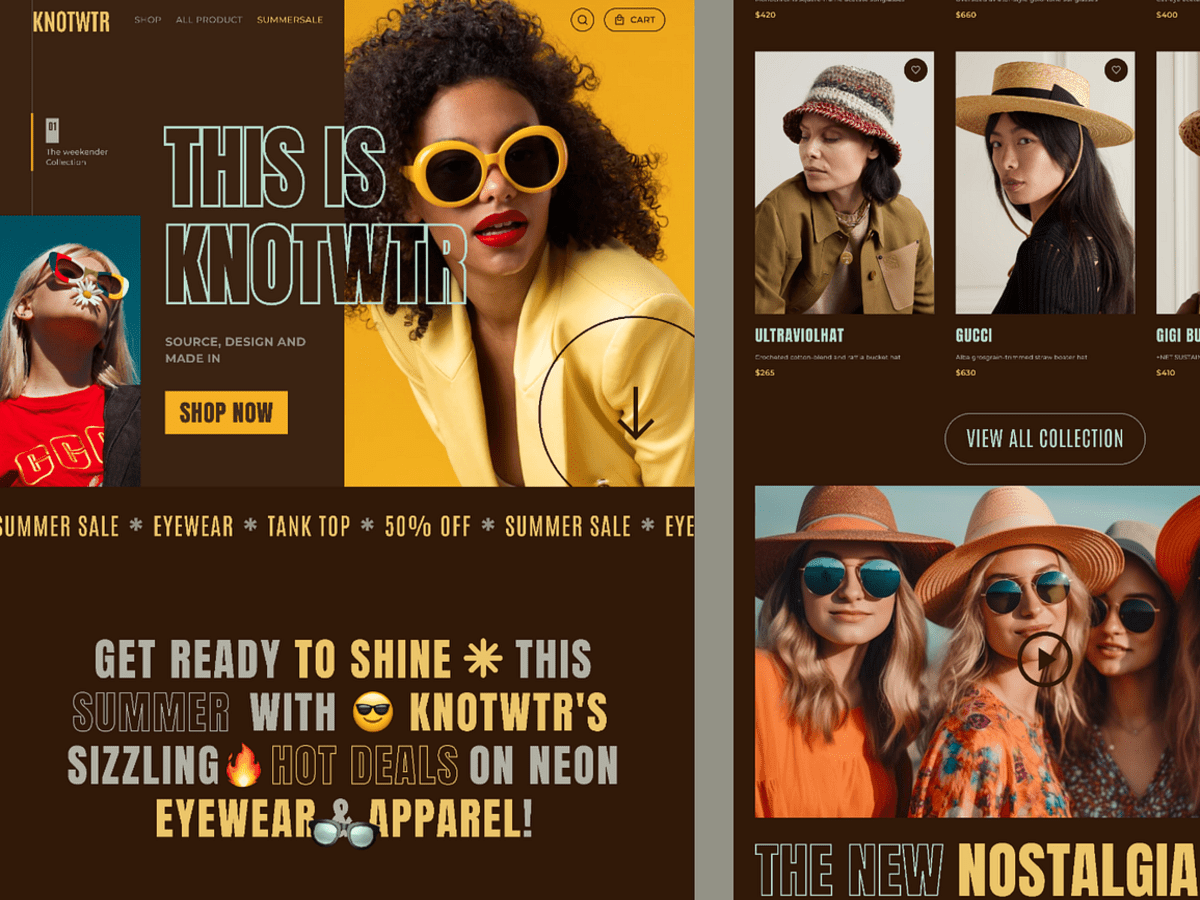 KNOTWTR
SHOP ALL PRODUCT SUMMERSALE
CART
01
The weekender
Collection
THIS IS
KNOTWTR
SOURCE, DESIGN AND
MADE IN
SHOP NOW
SUMMER SALE * EYEWEAR * TANK TOP * 50% OFF * SUMMER SALE * EYE
GET READY TO SHINE * THIS
SUMMER WITH 😎 KNOTWTR'S
SIZZLING 🔥 HOT DEALS ON NEON
EYEWEAR & APPAREL!
$420
$660
$400
ULTRAVIOLHAT
Crocheted cotton-blend and raffia bucket hat
$265
GUCCI
Alba grosgrain-trimmed straw boater hat
$630
GIGI BU
+NET SUSTAIN
$410
VIEW ALL COLLECTION
THE NEW NOSTALGIA